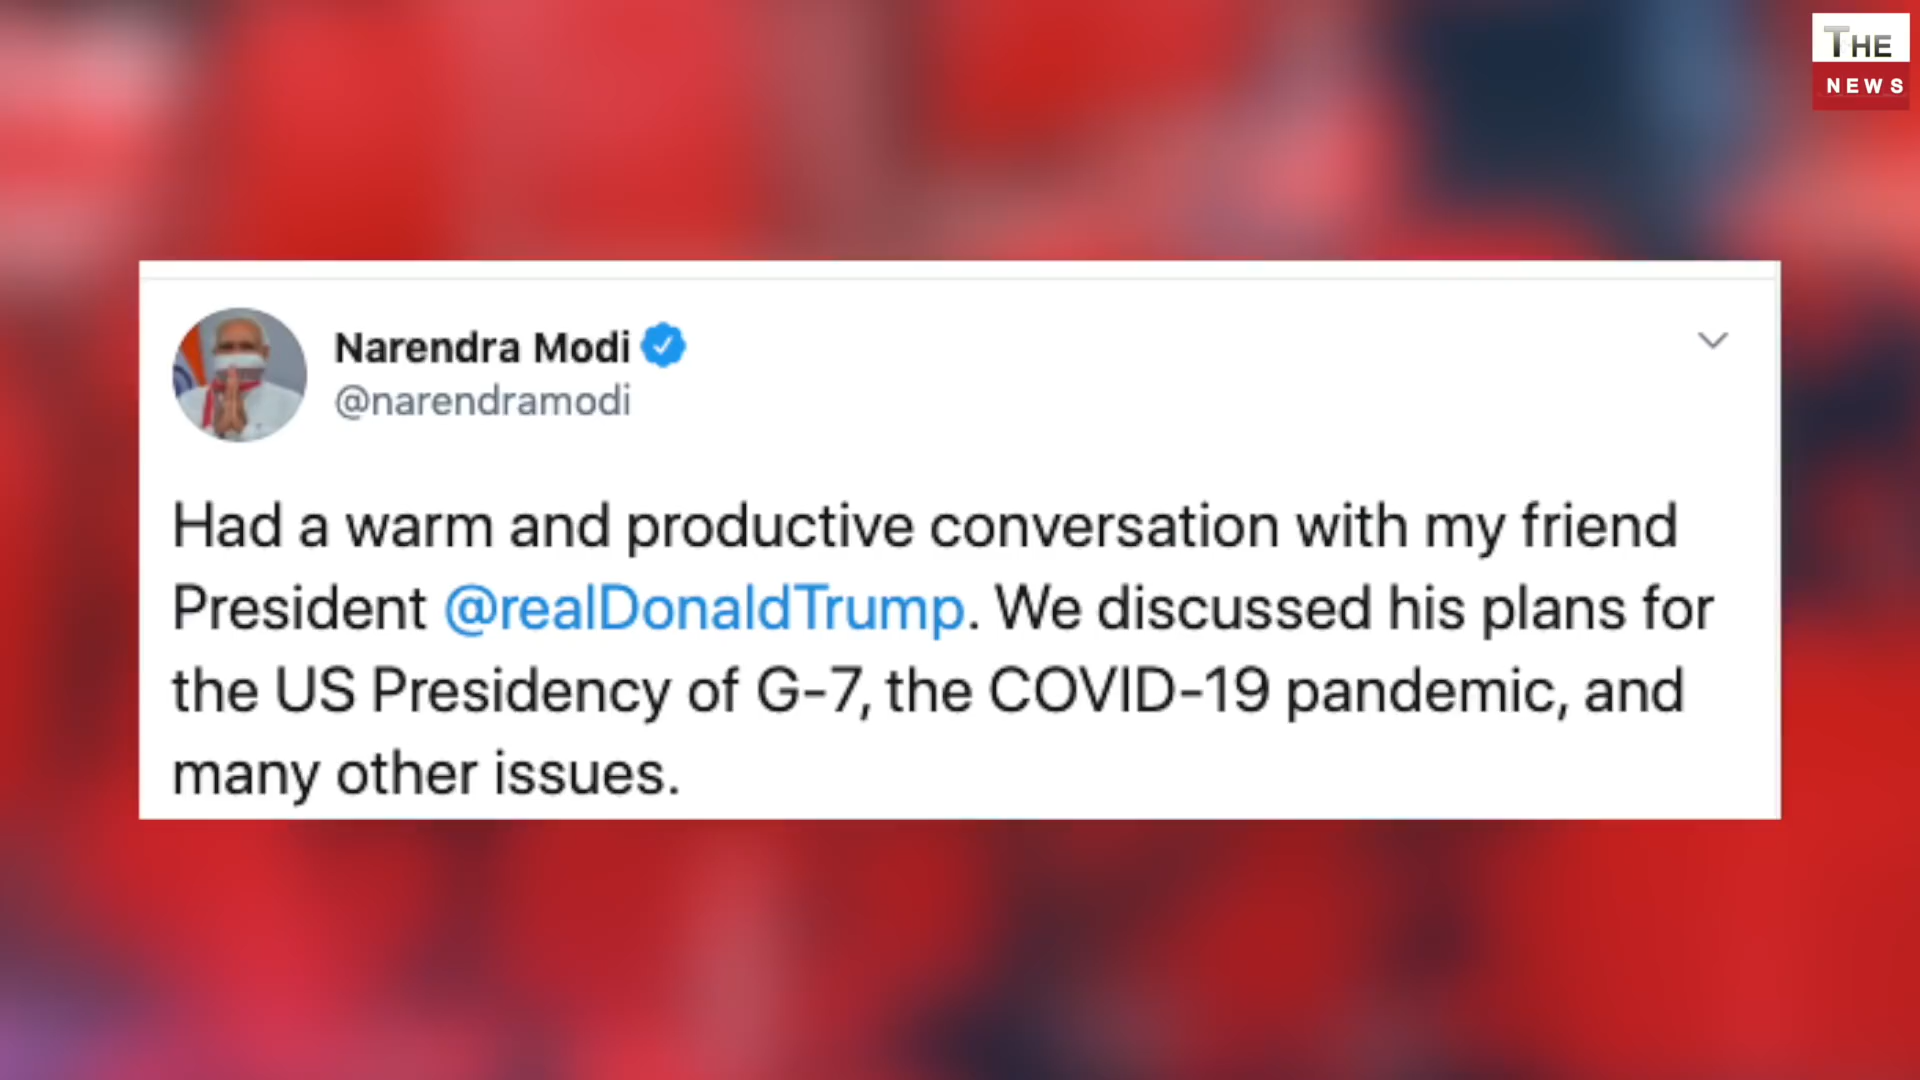 THE
NEWS
Narendra Modi
@narendramodi
Had a warm and productive conversation with my friend
President @realDonaldTrump. We discussed his plans for
the US Presidency of G-7, the COVID-19 pandemic, and
many other issues.